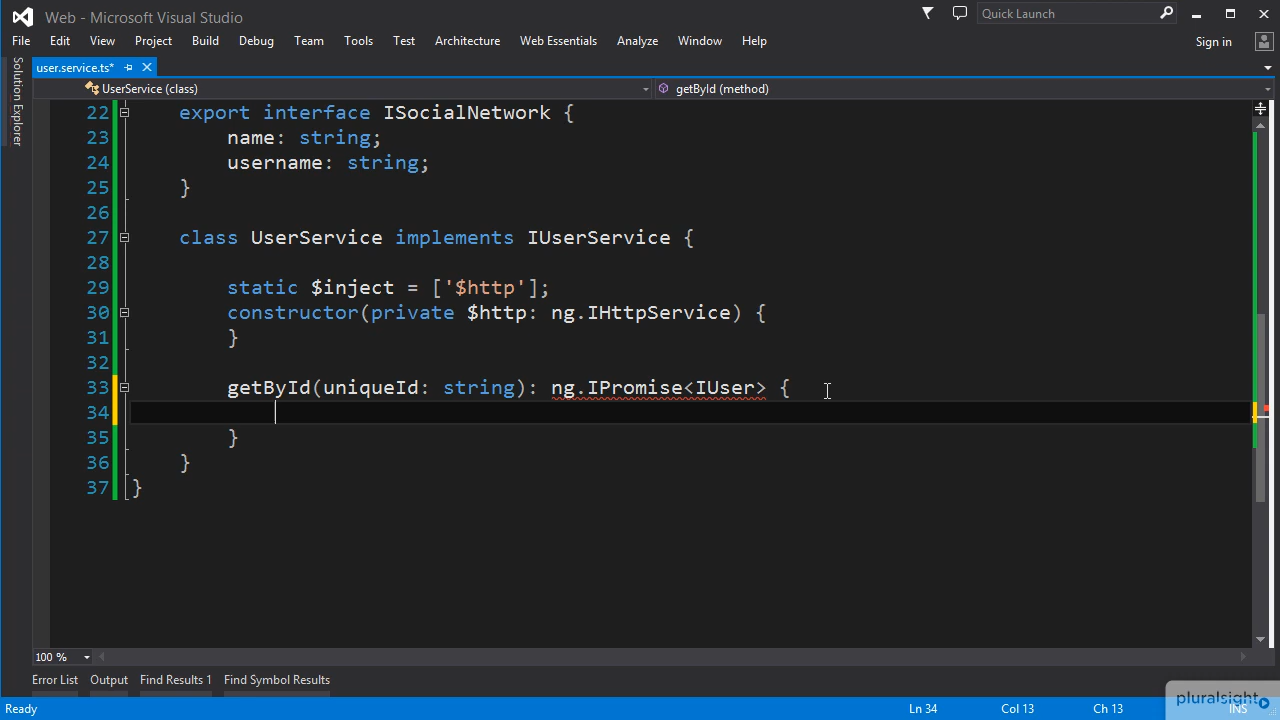 Web - Microsoft Visual Studio
Quick Launch
File Edit View Project Build Debug Team Tools Test Architecture Web Essentials Analyze Window Help
Sign in
user.service.ts*
Solution Explorer
UserService (class)
getById (method)
22 export interface ISocialNetwork {
23 name: string;
24 username: string;
25 }
26
27 class UserService implements IUserService {
28
29 static $inject = ['$http'];
30 constructor(private $http: ng.IHttpService) {
31 }
32
33 getById(uniqueId: string): ng.IPromise<IUser> {
34
35 }
36 }
37 }
100 %
Error List Output Find Results 1 Find Symbol Results
Ready Ln 34 Col 13 Ch 13 INS
pluralsight